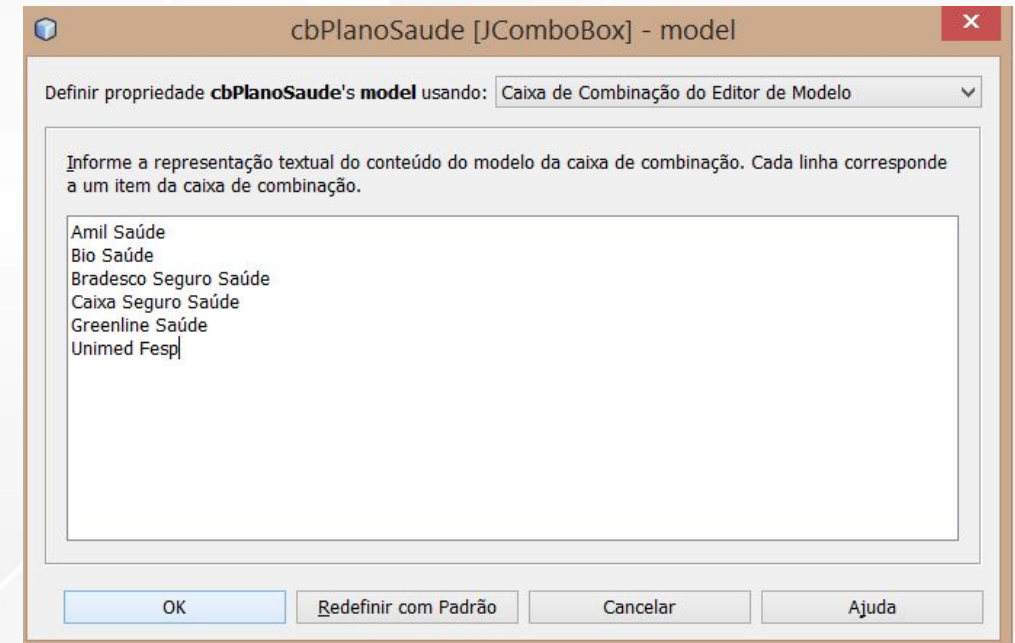 cbPlanoSaude [JComboBox] - model
Definir propriedade cbPlanoSaude's model usando: Caixa de Combinação do Editor de Modelo
Informe a representação textual do conteúdo do modelo da caixa de combinação. Cada linha corresponde
a um item da caixa de combinação.
Amil Saúde
Bio Saúde
Bradesco Seguro Saúde
Caixa Seguro Saúde
Greenline Saúde
Unimed Fesp
OK Redefinir com Padrão Cancelar Ajuda